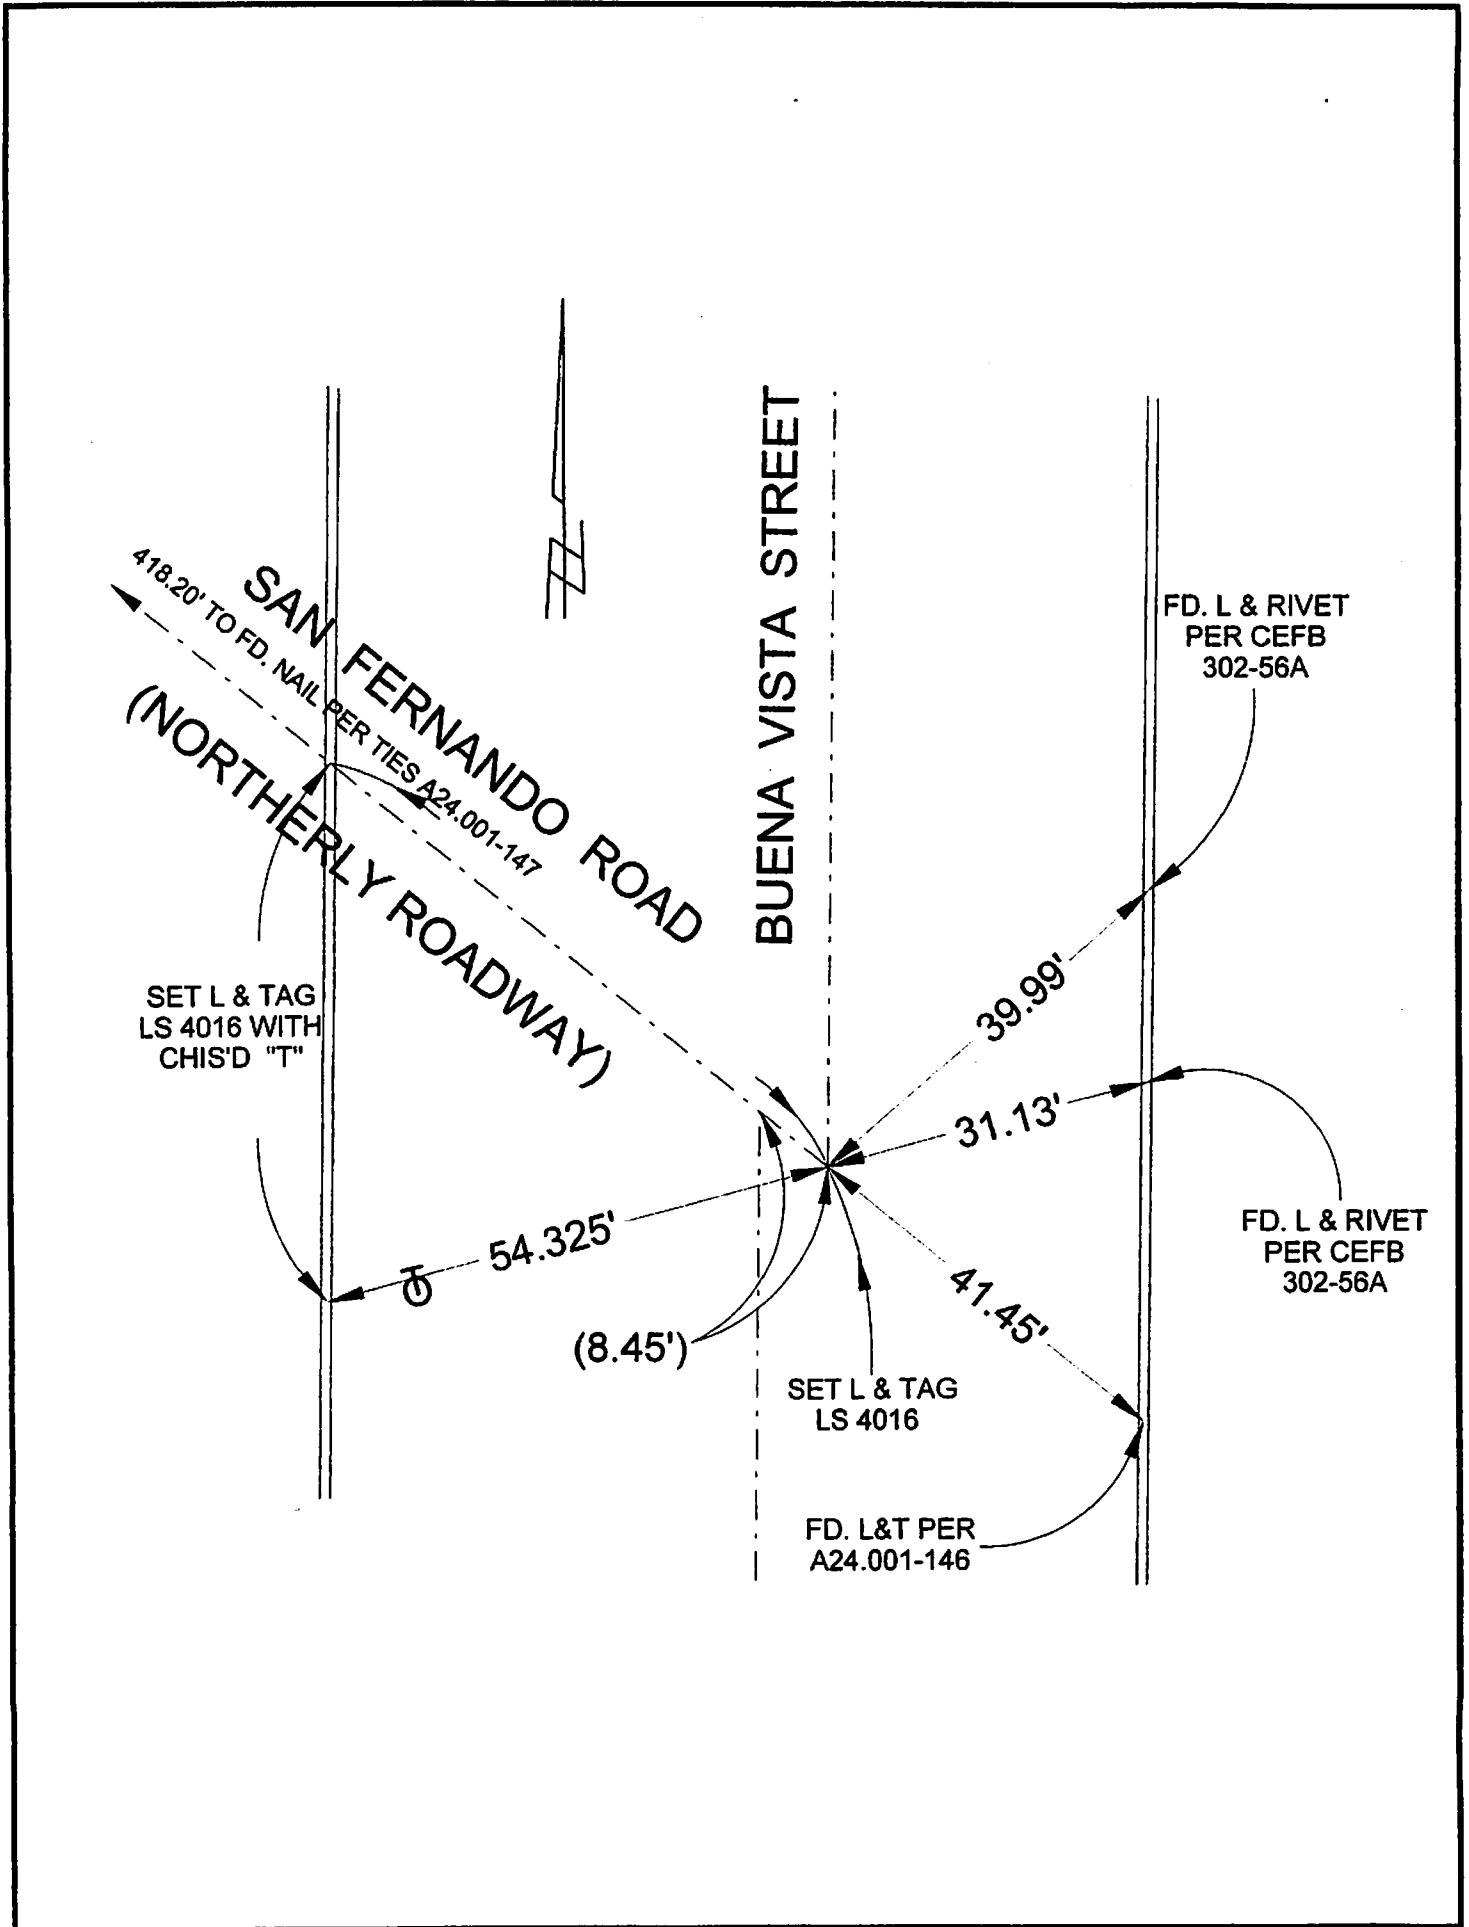 SAN FERNANDO ROAD
418.20' TO FD. NAIL PER TIES A24.001-147
(NORTHERLY ROADWAY)
BUENA VISTA STREET
FD. L & RIVET
PER CEFB
302-56A
39.99'
SET L & TAG
LS 4016 WITH
CHIS'D "T"
31.13'
54.325'
FD. L & RIVET
PER CEFB
302-56A
41.45'
(8.45')
SET L & TAG
LS 4016
FD. L&T PER
A24.001-146